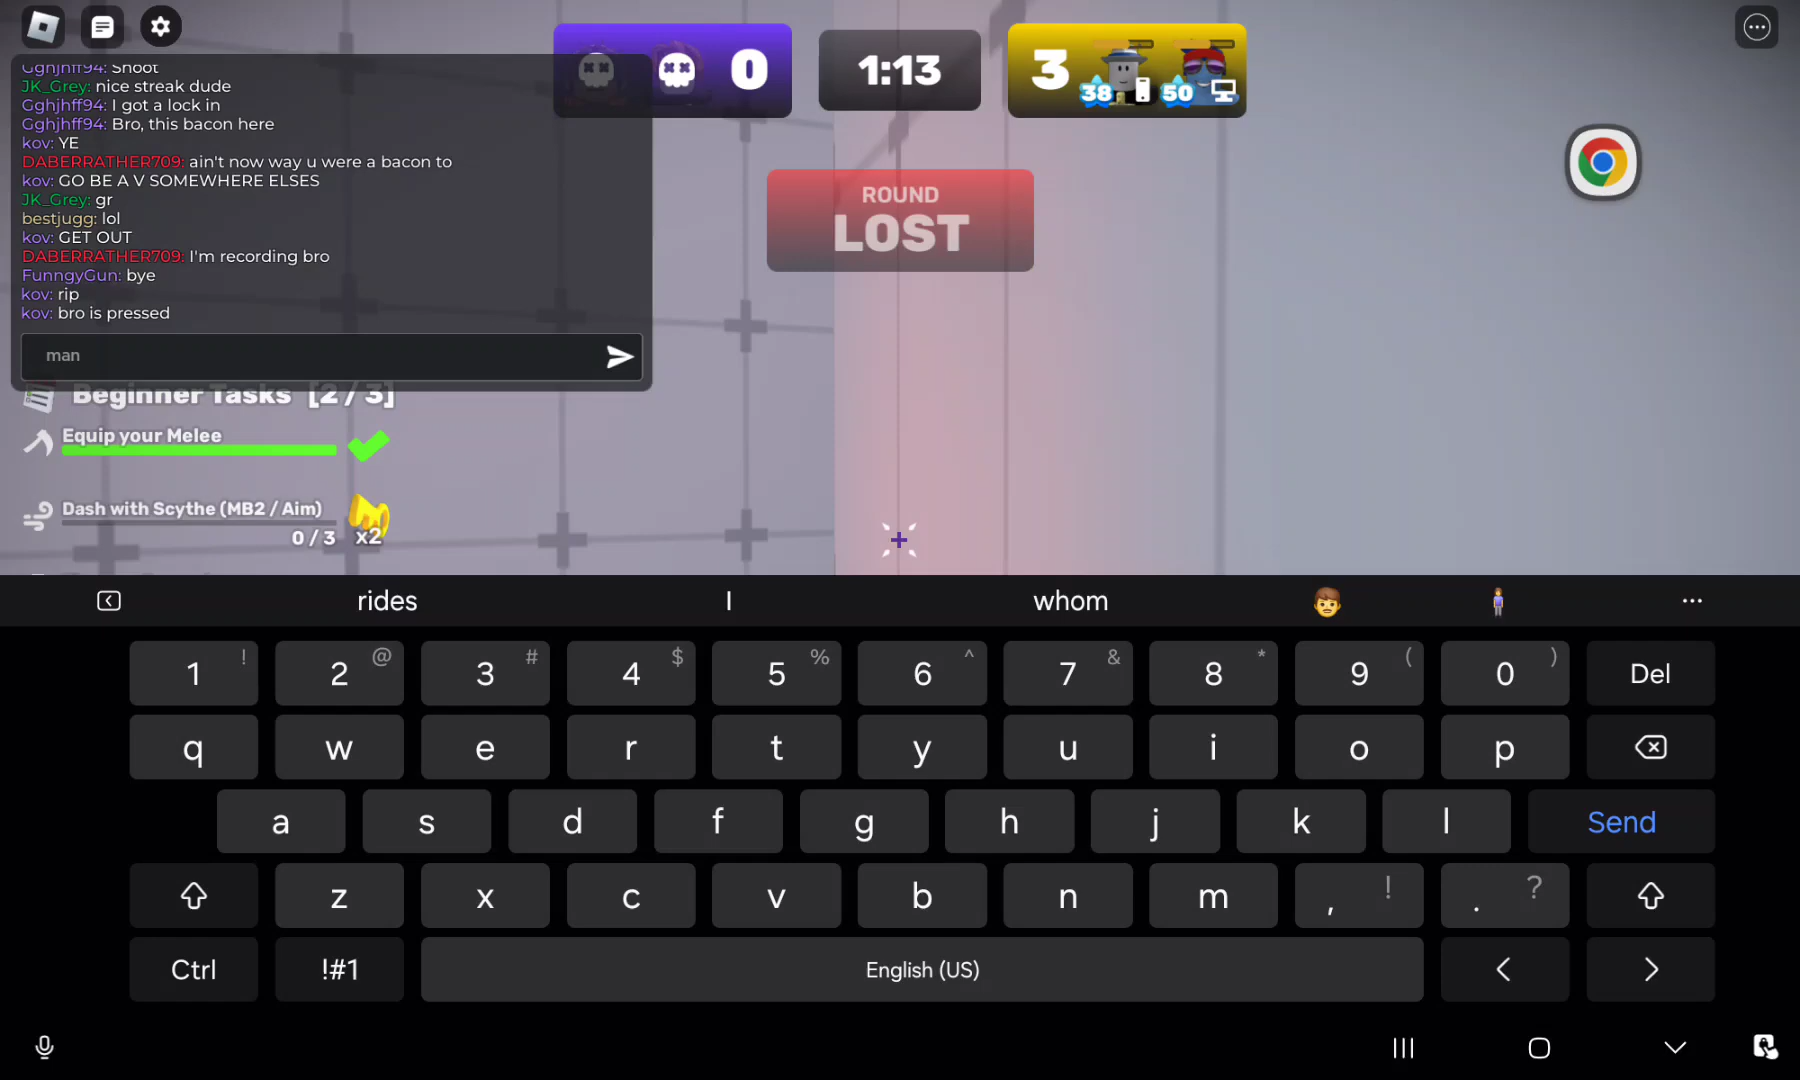 Gghjhff94: Shoot
JK_Grey: nice streak dude
Gghjhff94: I got a lock in
Gghjhff94: Bro, this bacon here
kov: YE
DABERRATHER709: ain't now way u were a bacon to
kov: GO BE A V SOMEWHERE ELSES
JK_Grey: gr
bestjugg: lol
kov: GET OUT
DABERRATHER709: I'm recording bro
FunngyGun: bye
kov: rip
kov: bro is pressed
man
0
1:13
3
38
50
ROUND
LOST
Beginner Tasks [2 / 3]
Equip your Melee
Dash with Scythe (MB2 / Aim)
0 / 3 x2
rides I whom
1 ! 2 @ 3 # 4 $ 5 % 6 ^ 7 & 8 * 9 ( 0 ) Del
q w e r t y u i o p
a s d f g h j k l Send
z x c v b n m , ! . ?
Ctrl !#1 English (US) < >